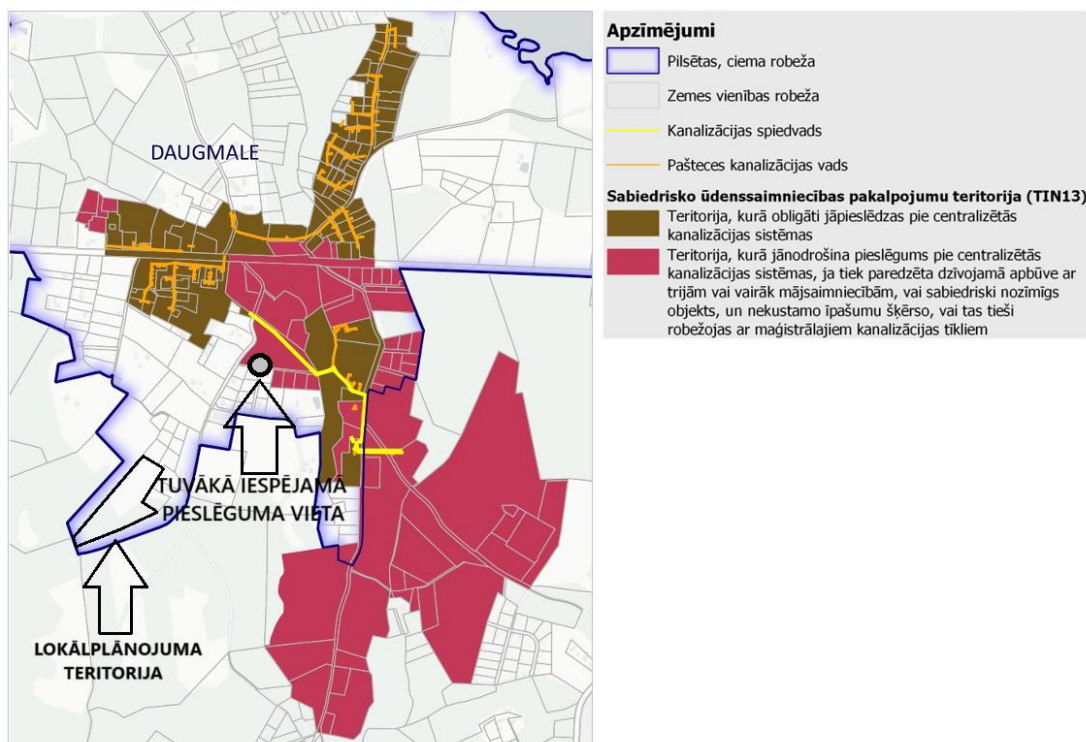 DAUGMALE
TUVĀKĀ IESPĒJAMĀ
PIESLĒGUMA VIETA
LOKĀLPLĀNOJUMA
TERITORIJA
Apzīmējumi
Pilsētas, ciema robeža
Zemes vienības robeža
Kanalizācijas spiedvads
Pašteces kanalizācijas vads
Sabiedrisko ūdenssaimniecības pakalpojumu teritorija (TIN13)
Teritorija, kurā obligāti jāpieslēdzas pie centralizētās
kanalizācijas sistēmas
Teritorija, kurā jānodrošina pieslēgums pie centralizētās
kanalizācijas sistēmas, ja tiek paredzēta dzīvojamā apbūve ar
trijām vai vairāk mājsaimniecībām, vai sabiedriski nozīmīgs
objekts, un nekustamo īpašumu šķērso, vai tas tieši
robežojas ar maģistrālajiem kanalizācijas tīkliem